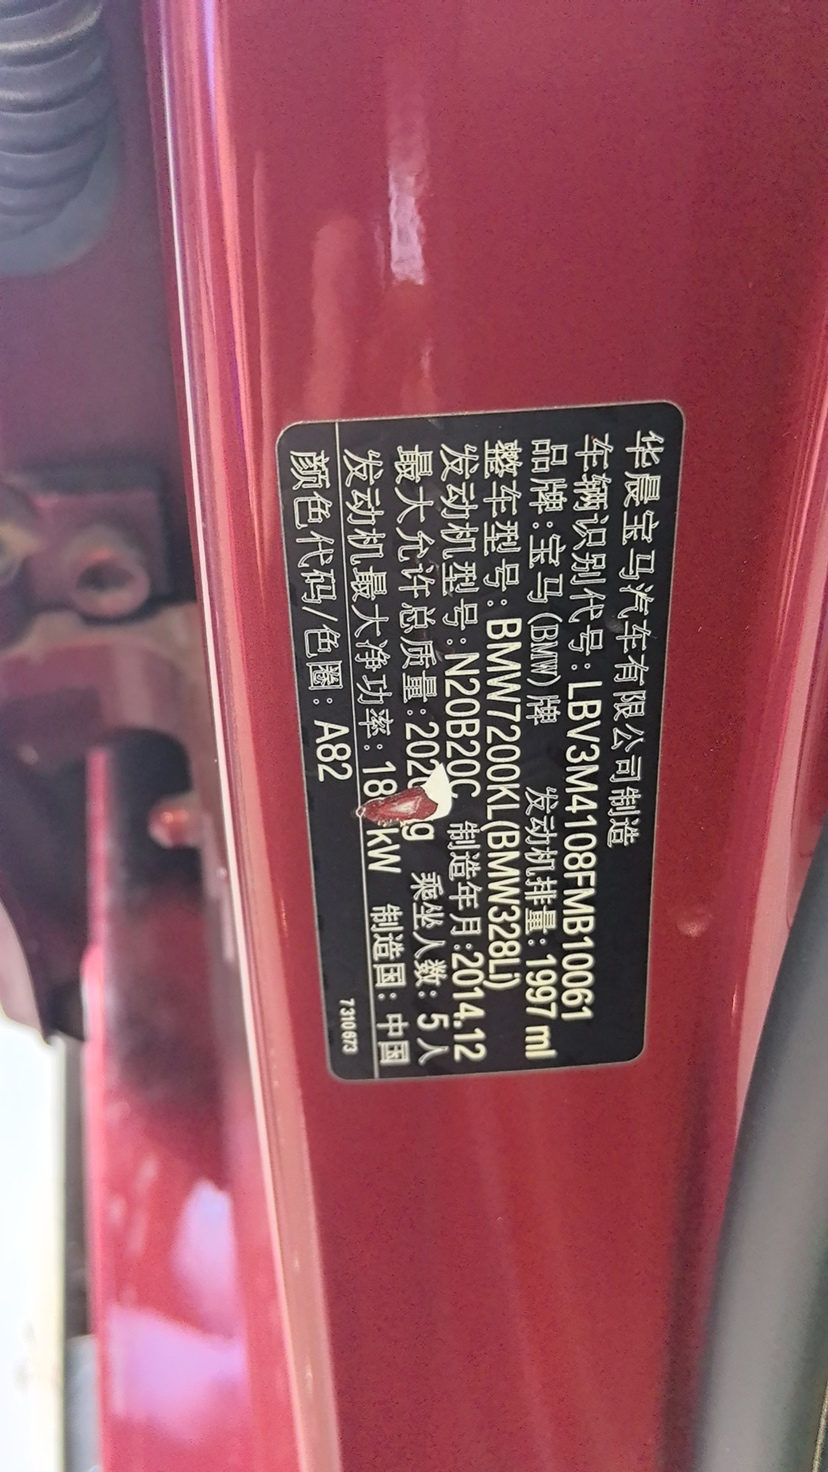 华晨宝马汽车有限公司制造
车辆识别代号:LBV3M4108FMB10061
品牌:宝马(BMW)牌 发动机排量:1997 ml
整车型号:BMW7200KL(BMW328Li)
发动机型号:N20B20C 制造年月:2014.12
最大允许总质量: 乘坐人数:5人
发动机最大净功率: kW 制造国:中国
颜色代码/色圈:A82
7310673